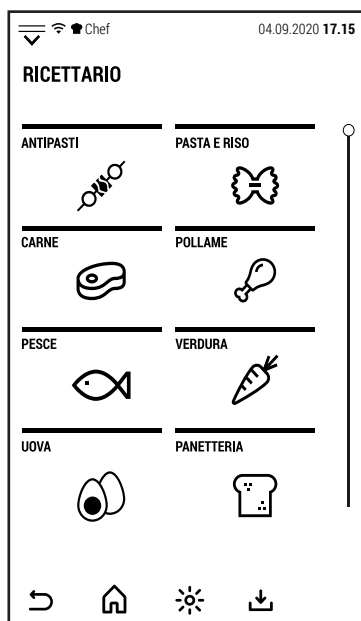 Chef 04.09.2020 17.15
RICETTARIO
ANTIPASTI PASTA E RISO
CARNE POLLAME
PESCE VERDURA
UOVA PANETTERIA